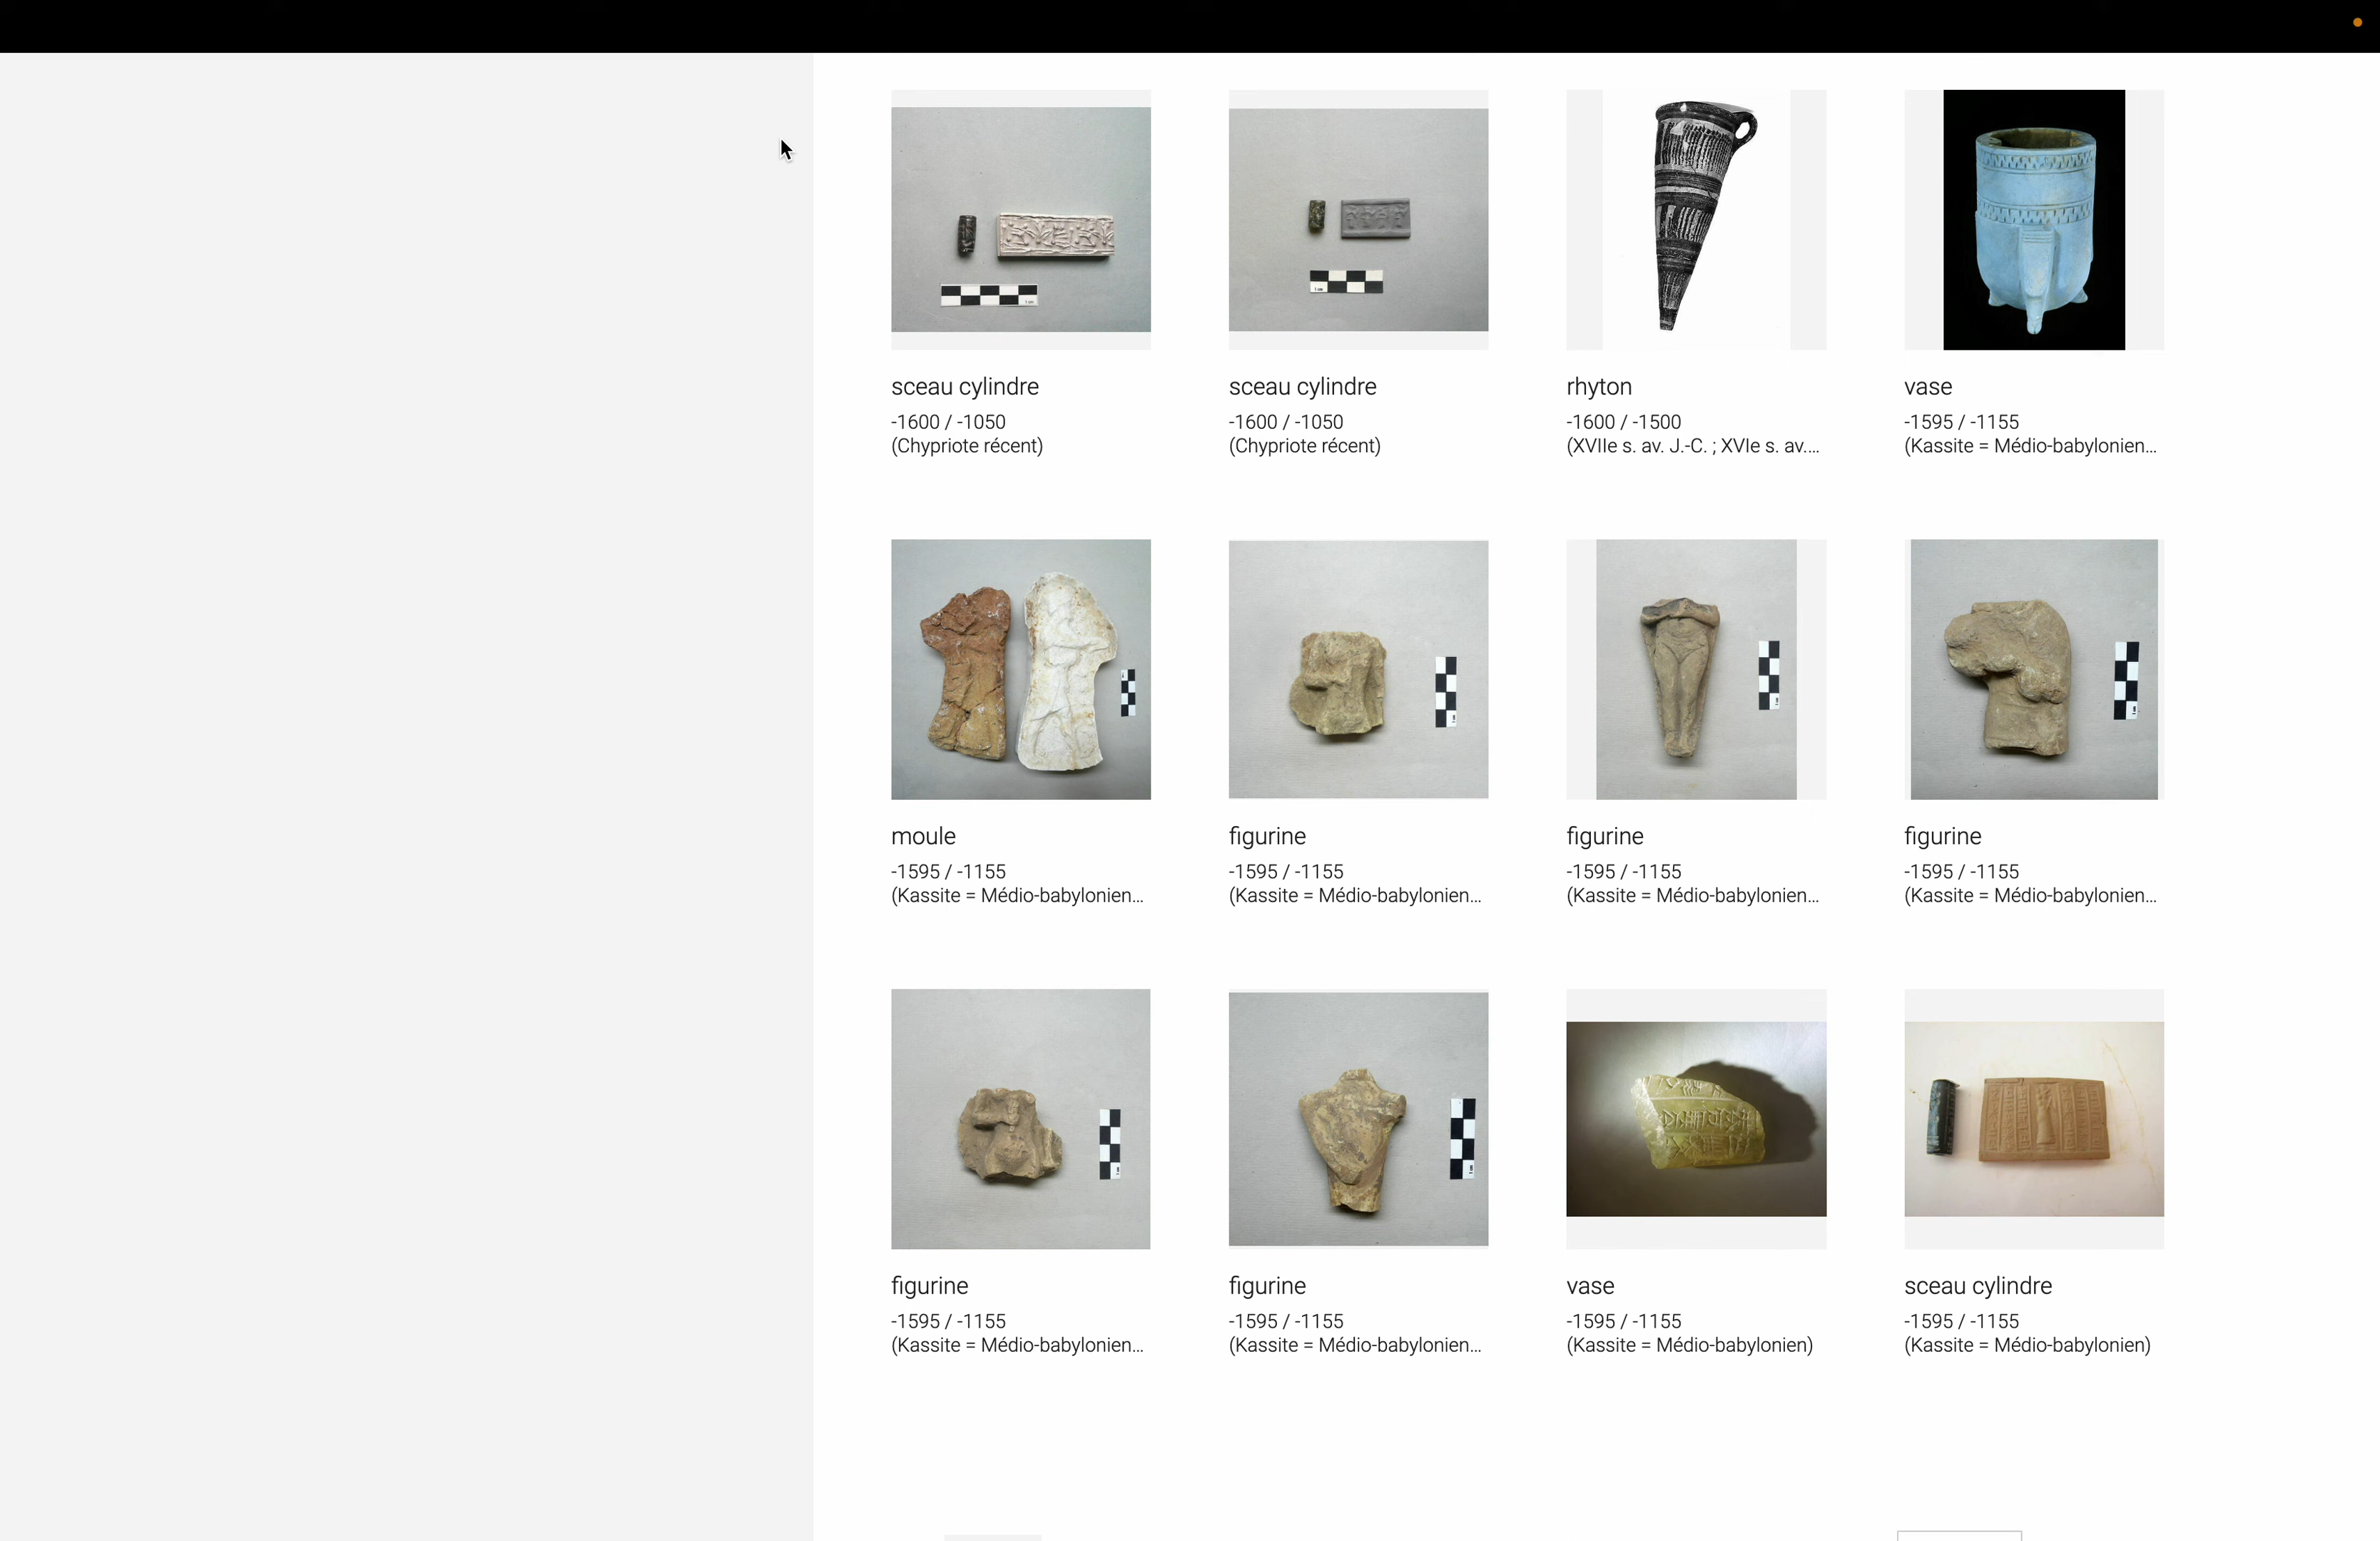 sceau cylindre
-1600 / -1050
(Chypriote récent)
sceau cylindre
-1600 / -1050
(Chypriote récent)
rhyton
-1600 / -1500
(XVIIe s. av. J.-C. ; XVIe s. av....
vase
-1595 / -1155
(Kassite = Médio-babylonien...
moule
-1595 / -1155
(Kassite = Médio-babylonien...
figurine
-1595 / -1155
(Kassite = Médio-babylonien...
figurine
-1595 / -1155
(Kassite = Médio-babylonien...
figurine
-1595 / -1155
(Kassite = Médio-babylonien...
figurine
-1595 / -1155
(Kassite = Médio-babylonien...
figurine
-1595 / -1155
(Kassite = Médio-babylonien...
vase
-1595 / -1155
(Kassite = Médio-babylonien)
sceau cylindre
-1595 / -1155
(Kassite = Médio-babylonien)